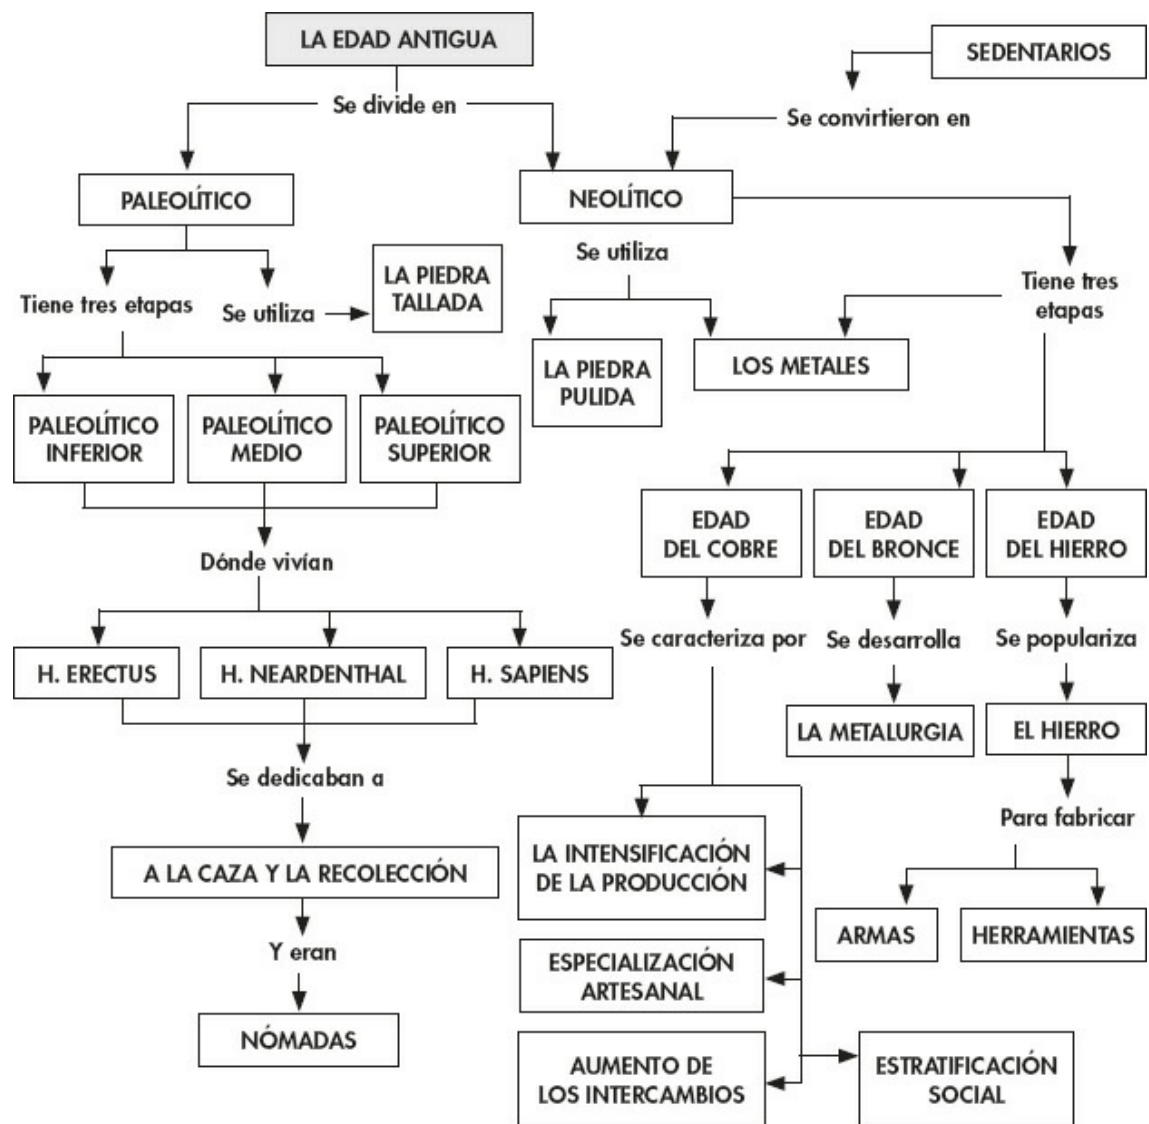 LA EDAD ANTIGUA
SEDENTARIOS
Se divide en
Se convirtieron en
PALEOLÍTICO
NEOLÍTICO
Tiene tres etapas
Se utiliza
LA PIEDRA
TALLADA
Se utiliza
Tiene tres
etapas
LA PIEDRA
PULIDA
LOS METALES
PALEOLÍTICO
INFERIOR
PALEOLÍTICO
MEDIO
PALEOLÍTICO
SUPERIOR
EDAD
DEL COBRE
EDAD
DEL BRONCE
EDAD
DEL HIERRO
Dónde vivían
Se caracteriza por
Se desarrolla
Se populariza
H. ERECTUS
H. NEARDENTHAL
H. SAPIENS
LA METALURGIA
EL HIERRO
Se dedicaban a
Para fabricar
A LA CAZA Y LA RECOLECCIÓN
LA INTENSIFICACIÓN
DE LA PRODUCCIÓN
ARMAS
HERRAMIENTAS
Y eran
ESPECIALIZACIÓN
ARTESANAL
NÓMADAS
AUMENTO DE
LOS INTERCAMBIOS
ESTRATIFICACIÓN
SOCIAL